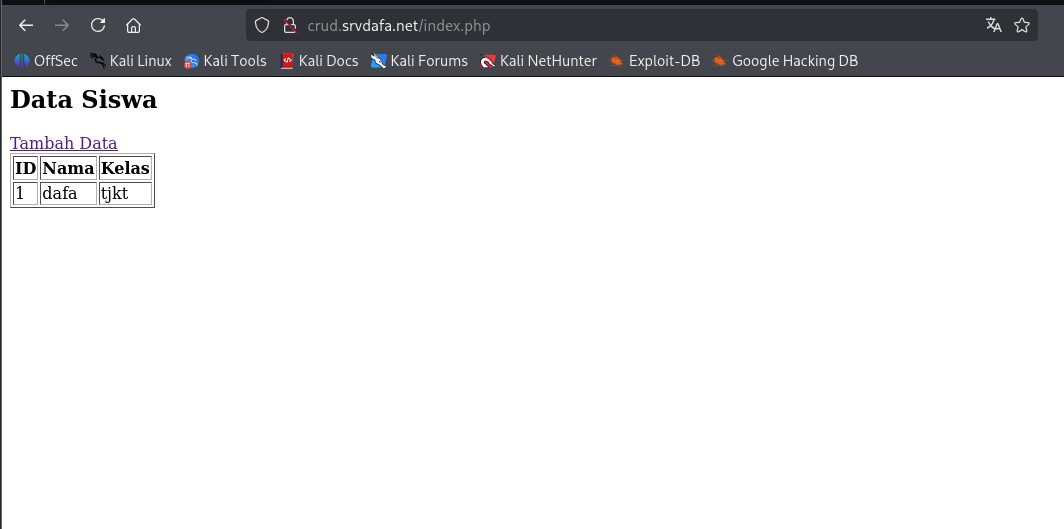 crud.srvdafa.net/index.php
OffSec Kali Linux Kali Tools Kali Docs Kali Forums Kali NetHunter Exploit-DB Google Hacking DB
Data Siswa
Tambah Data
ID Nama Kelas
1 dafa tjkt